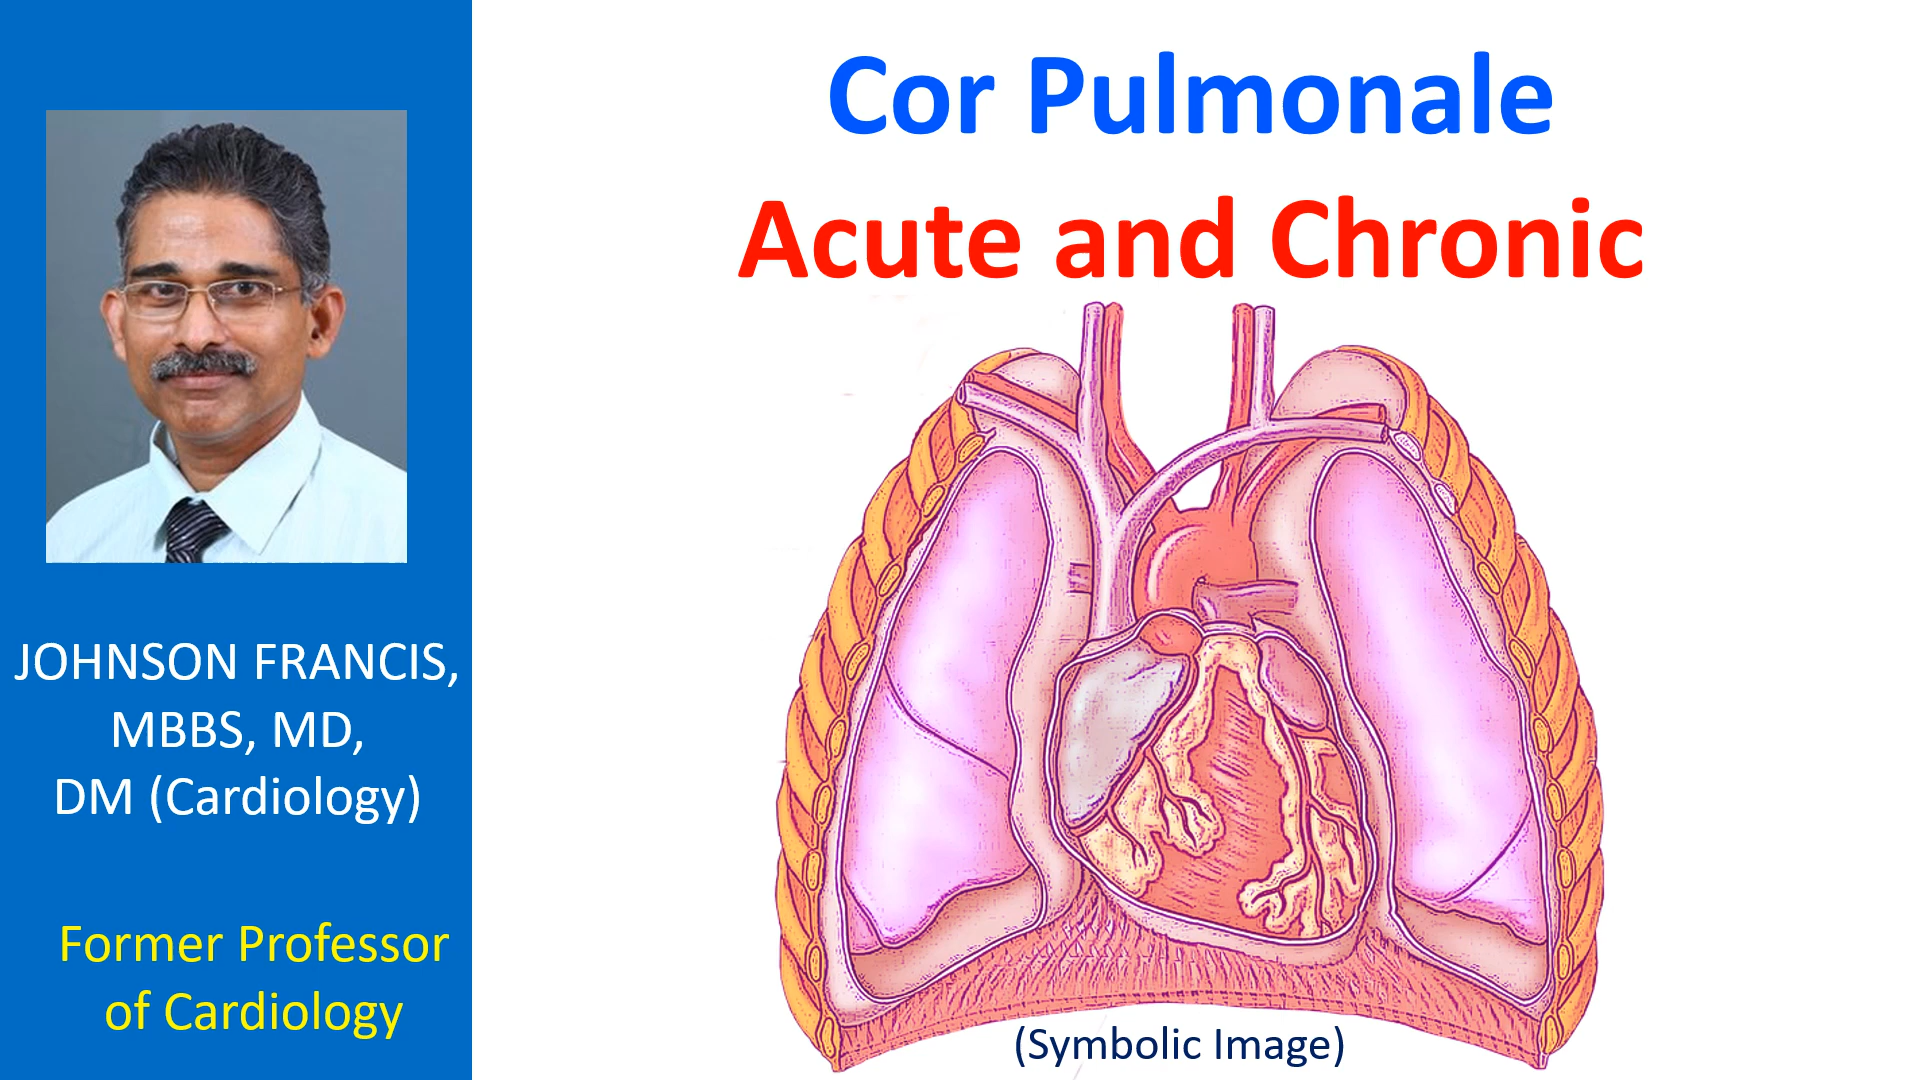 Cor Pulmonale
Acute and Chronic
JOHNSON FRANCIS,
MBBS, MD,
DM (Cardiology)
Former Professor
of Cardiology
(Symbolic Image)